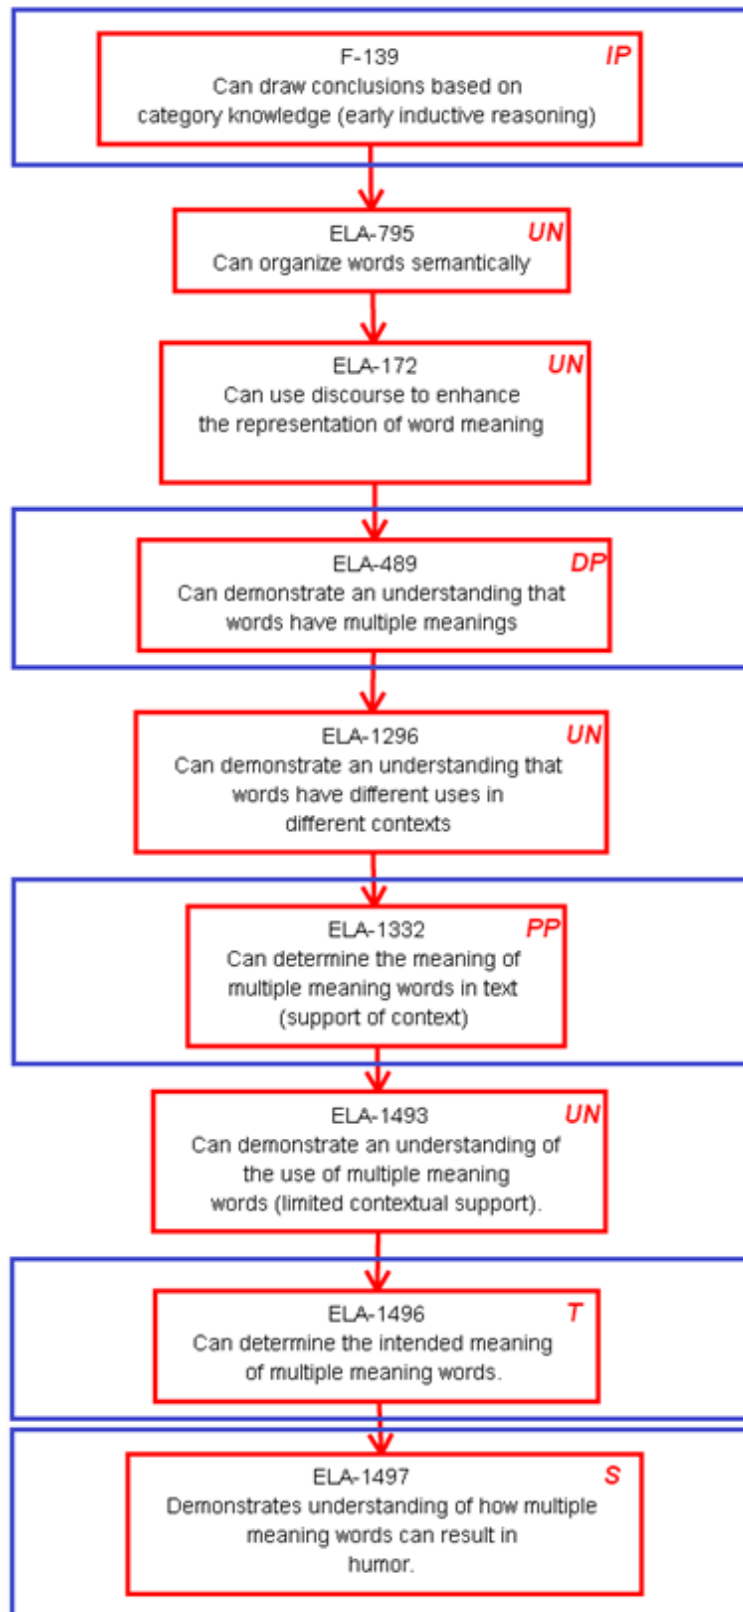 F-139 IP
Can draw conclusions based on
category knowledge (early inductive reasoning)
ELA-795 UN
Can organize words semantically
ELA-172 UN
Can use discourse to enhance
the representation of word meaning
ELA-489 DP
Can demonstrate an understanding that
words have multiple meanings
ELA-1296 UN
Can demonstrate an understanding that
words have different uses in
different contexts
ELA-1332 PP
Can determine the meaning of
multiple meaning words in text
(support of context)
ELA-1493 UN
Can demonstrate an understanding of
the use of multiple meaning
words (limited contextual support).
ELA-1496 T
Can determine the intended meaning
of multiple meaning words.
ELA-1497 S
Demonstrates understanding of how multiple
meaning words can result in
humor.